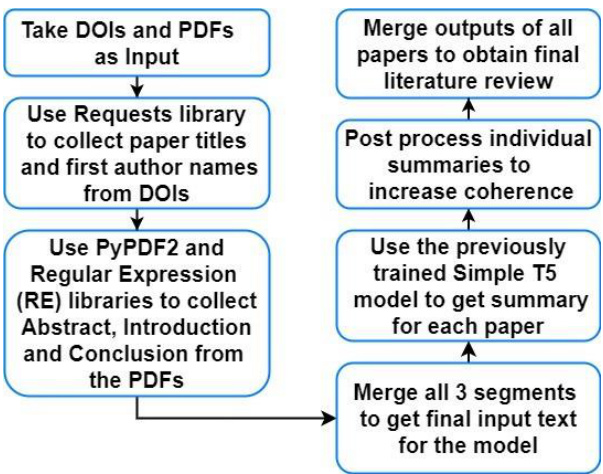 Take DOIs and PDFs
as Input
Use Requests library
to collect paper titles
and first author names
from DOIs
Use PyPDF2 and
Regular Expression
(RE) libraries to collect
Abstract, Introduction
and Conclusion from
the PDFs
Merge all 3 segments
to get final input text
for the model
Use the previously
trained Simple T5
model to get summary
for each paper
Post process individual
summaries to
increase coherence
Merge outputs of all
papers to obtain final
literature review